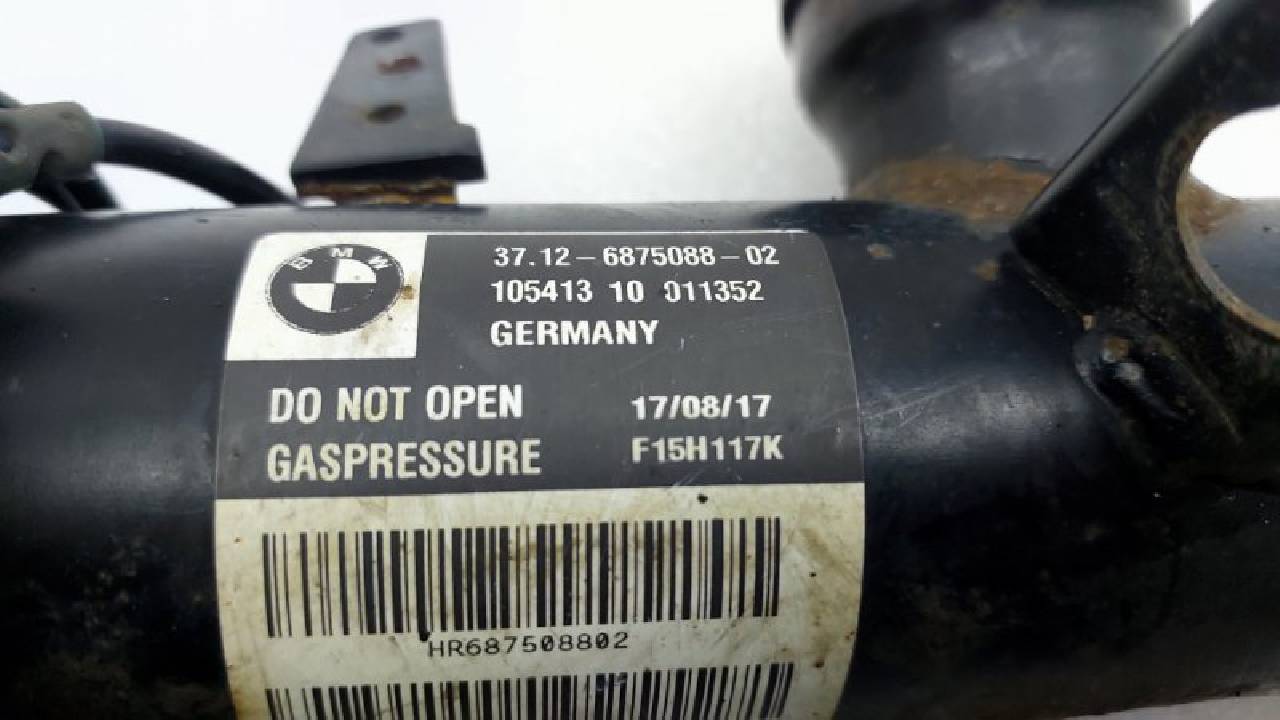 BMW
37.12-6875088-02
105413 10 011352
GERMANY
DO NOT OPEN
17/08/17
GASPRESSURE
F15H117K
HR687508802